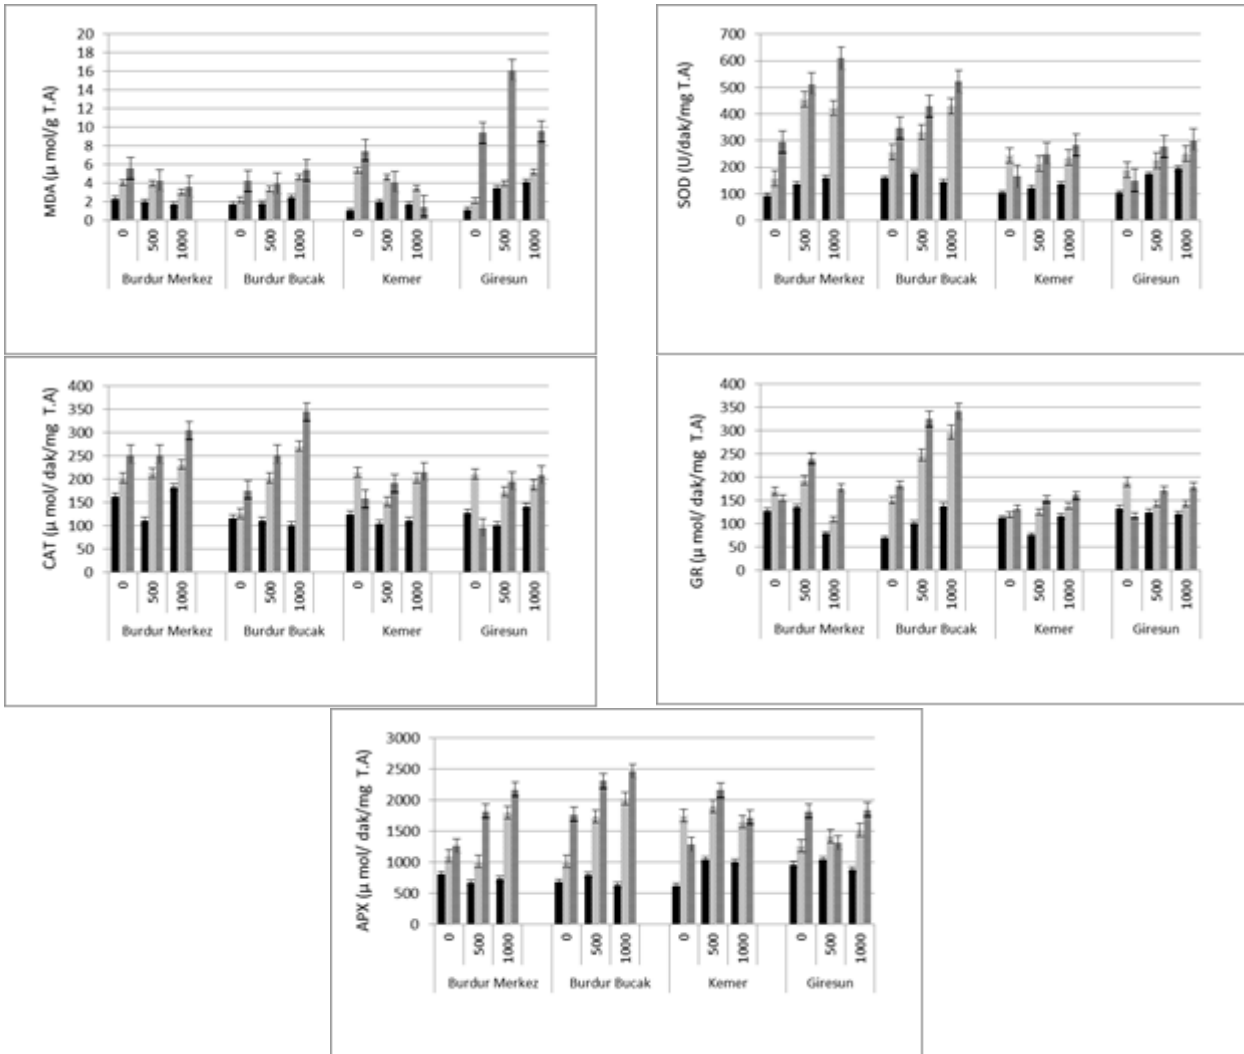 MDA (µ mol/g T.A)
20
18
16
14
12
10
8
6
4
2
0
0 500 1000 0 500 1000 0 500 1000 0 500 1000
Burdur Merkez Burdur Bucak Kemer Giresun
SOD (U/dak/mg T.A)
700
600
500
400
300
200
100
0
0 500 1000 0 500 1000 0 500 1000 0 500 1000
Burdur Merkez Burdur Bucak Kemer Giresun
CAT (µ mol/ dak/mg T.A)
400
350
300
250
200
150
100
50
0
0 500 1000 0 500 1000 0 500 1000 0 500 1000
Burdur Merkez Burdur Bucak Kemer Giresun
GR (µ mol/ dak/mg T.A)
400
350
300
250
200
150
100
50
0
0 500 1000 0 500 1000 0 500 1000 0 500 1000
Burdur Merkez Burdur Bucak Kemer Giresun
APX (µ mol/ dak/mg T.A)
3000
2500
2000
1500
1000
500
0
0 500 1000 0 500 1000 0 500 1000 0 500 1000
Burdur Merkez Burdur Bucak Kemer Giresun